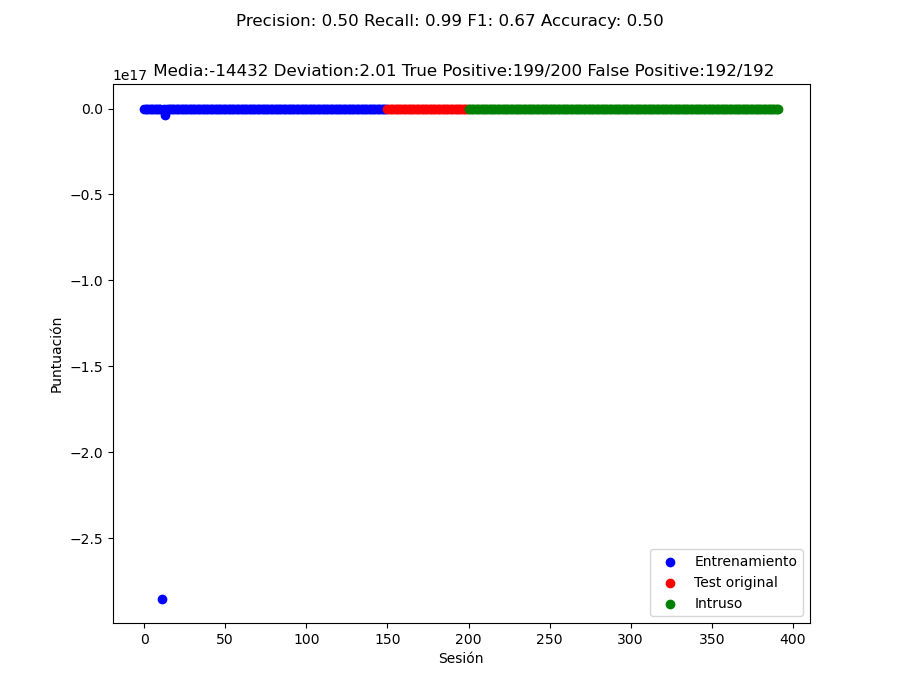 Precision: 0.50 Recall: 0.99 F1: 0.67 Accuracy: 0.50
Media:-14432 Deviation:2.01 True Positive:199/200 False Positive:192/192
1e17
0.0
−0.5
−1.0
−1.5
−2.0
−2.5
Puntuación
Entrenamiento
Test original
Intruso
0 50 100 150 200 250 300 350 400
Sesión